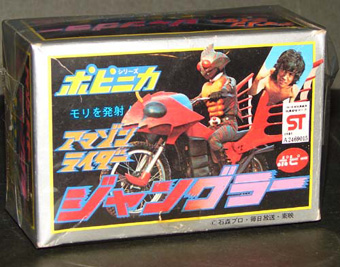 ポピニカ
シリーズ
モリを発射
アマゾン
ライダー
ジャングラー
ST
A2469015
ポピー
©石森プロ・毎日放送・東映